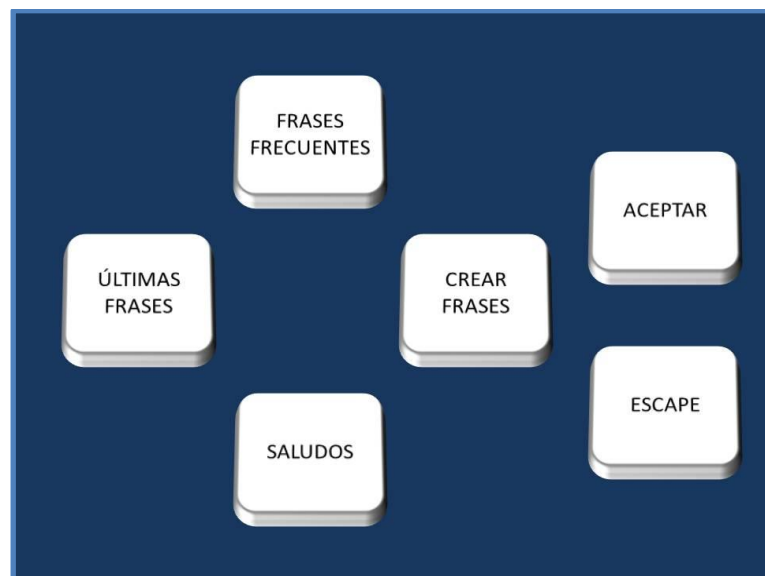 FRASES
FRECUENTES
ACEPTAR
ÚLTIMAS
FRASES
CREAR
FRASES
ESCAPE
SALUDOS